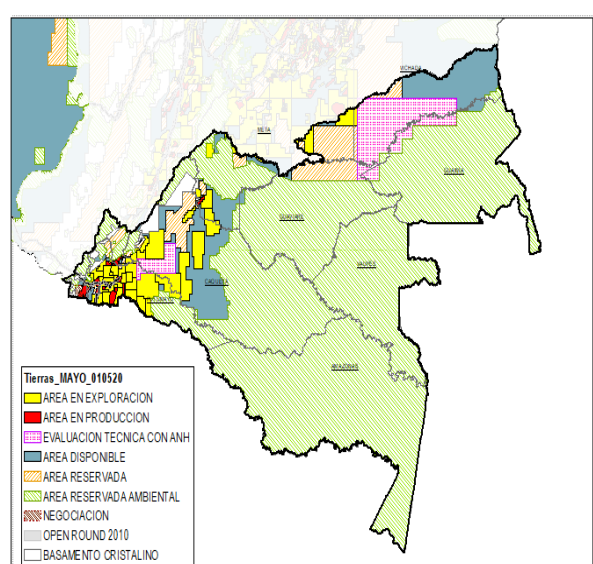 VICHADA
META
GUAINIA
GUAVIARE
VAUPES
CAQUETA
PUTUMAYO
AMAZONAS
Tierras_MAYO_010520
AREA EN EXPLORACION
AREA EN PRODUCCION
EVALUACION TECNICA CON ANH
AREA DISPONIBLE
AREA RESERVADA
AREA RESERVADA AMBIENTAL
NEGOCIACION
OPEN ROUND 2010
BASAMENTO CRISTALINO